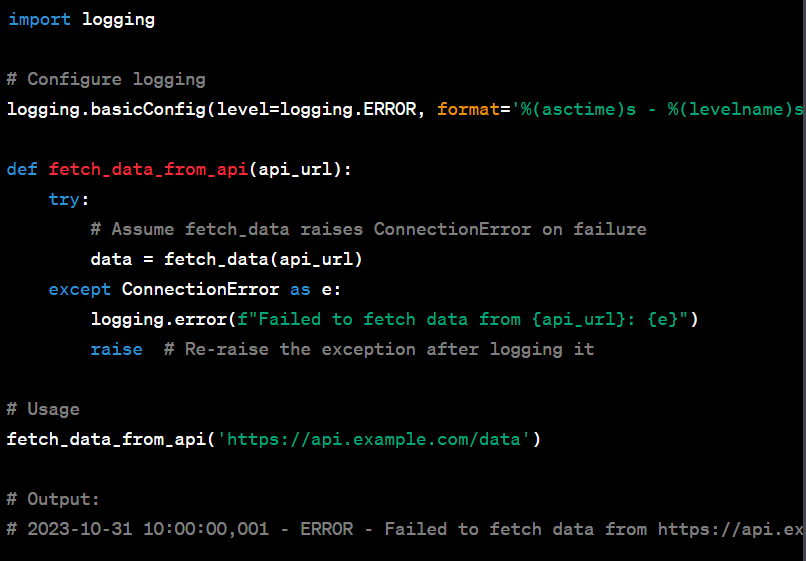 import logging

# Configure logging
logging.basicConfig(level=logging.ERROR, format='%(asctime)s - %(levelname)s

def fetch_data_from_api(api_url):
    try:
        # Assume fetch_data raises ConnectionError on failure
        data = fetch_data(api_url)
    except ConnectionError as e:
        logging.error(f"Failed to fetch data from {api_url}: {e}")
        raise  # Re-raise the exception after logging it

# Usage
fetch_data_from_api('https://api.example.com/data')

# Output:
# 2023-10-31 10:00:00,001 - ERROR - Failed to fetch data from https://api.ex